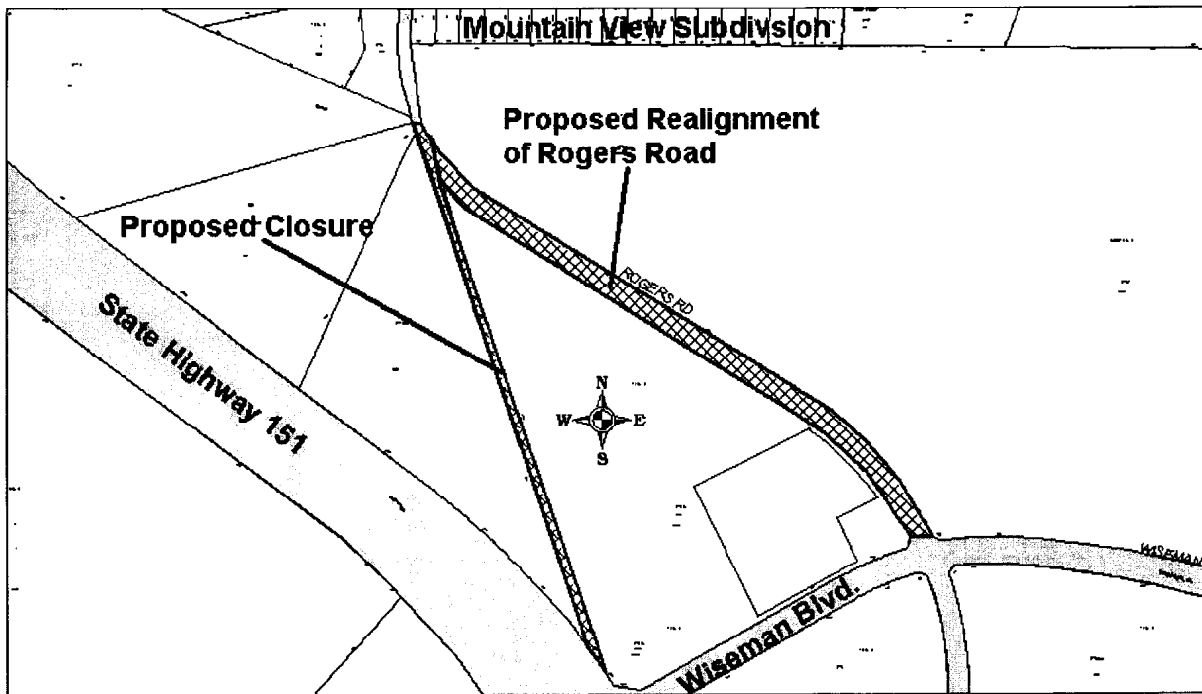 Mountain View Subdivsion
Proposed Realignment
of Rogers Road
Proposed Closure
ROGERS RD
State Highway 151
N
W E
S
WISEMAN
Wiseman Blvd.